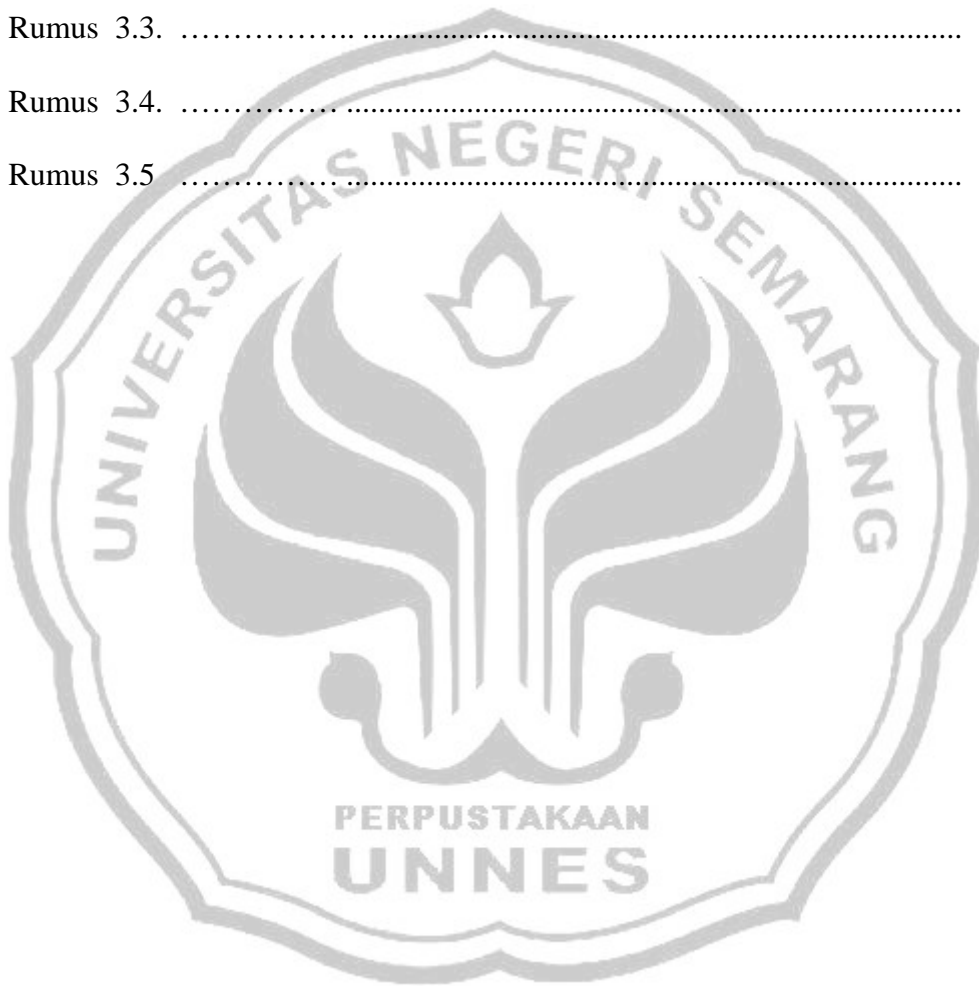 Rumus 3.3. …………….. ....................................................................................
Rumus 3.4. …………… ......................................................................................
Rumus 3.5 …………… ......................................................................................
UNIVERSITAS NEGERI SEMARANG
PERPUSTAKAAN
UNNES